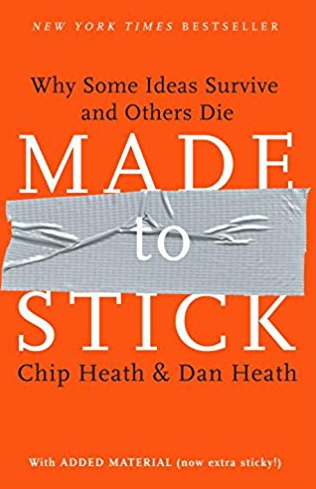 NEW YORK TIMES BESTSELLER
Why Some Ideas Survive
and Others Die
MADE
to
STICK
Chip Heath & Dan Heath
With ADDED MATERIAL (now extra sticky!)